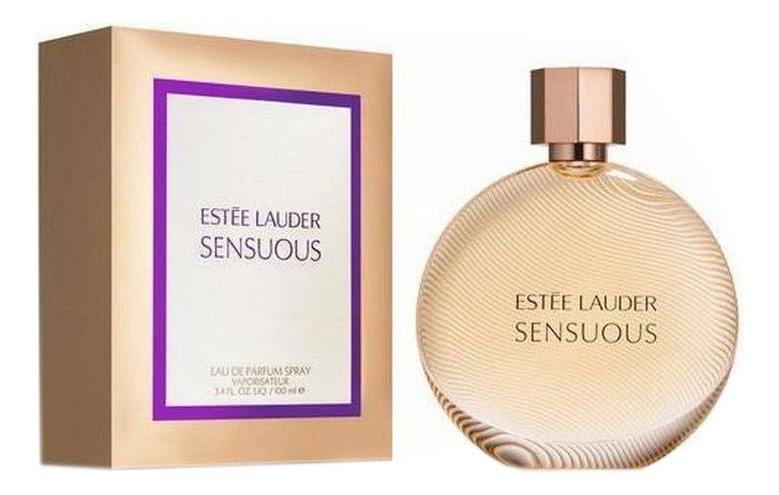 ESTĒE LAUDER
SENSUOUS
EAU DE PARFUM SPRAY
VAPORISATEUR
3.4 FL. OZ. LIQ. / 100 ml ℮
ESTĒE LAUDER
SENSUOUS